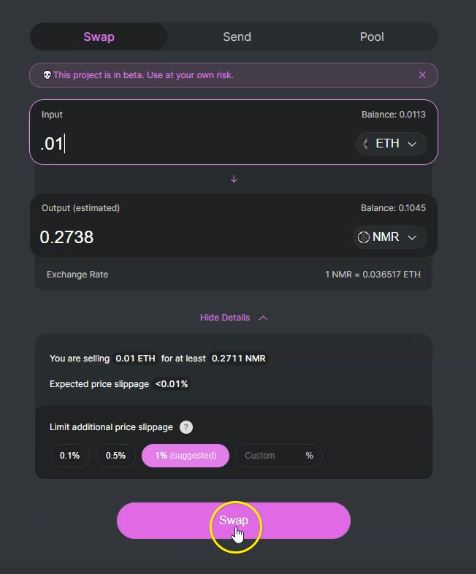 Swap Send Pool
💀This project is in beta. Use at your own risk. ×
Input Balance: 0.0113
.01 ETH
Output (estimated) Balance: 0.1045
0.2738 NMR
Exchange Rate 1 NMR = 0.036517 ETH
Hide Details
You are selling 0.01 ETH for at least 0.2711 NMR
Expected price slippage <0.01%
Limit additional price slippage ?
0.1% 0.5% 1% (suggested) Custom %
Swap